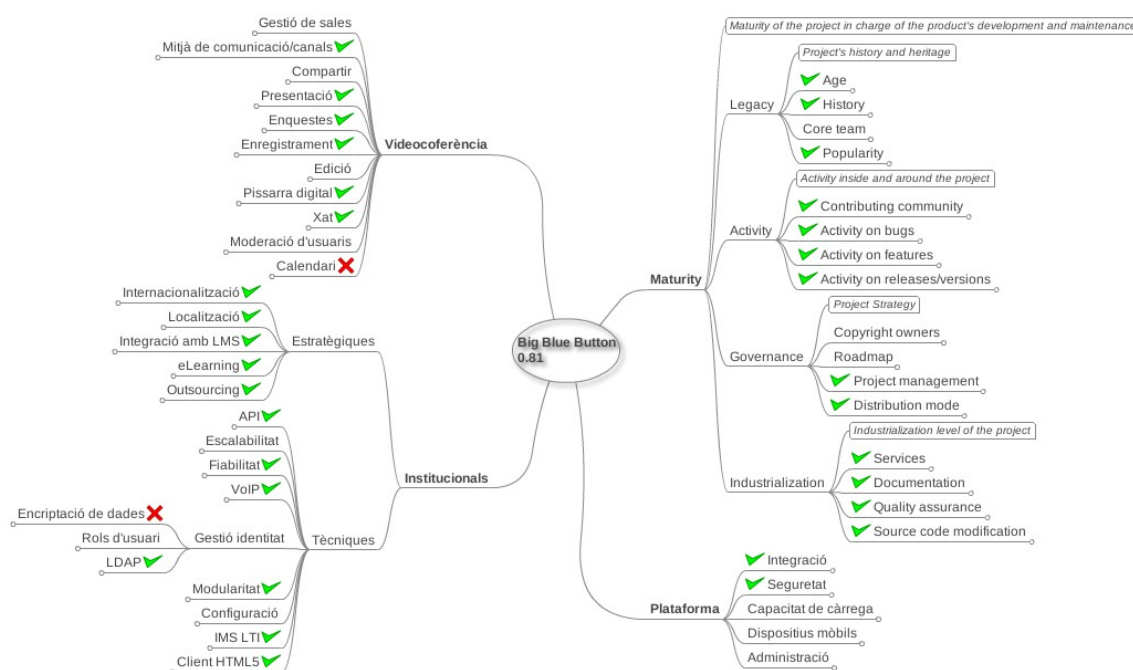 Gestió de sales
Mitjà de comunicació/canals
Compartir
Presentació
Enquestes
Enregistrament
Edició
Pissarra digital
Xat
Moderació d'usuaris
Calendari
Videocoferència
Internacionalització
Localització
Integració amb LMS
eLearning
Outsourcing
Estratègiques
API
Escalabilitat
Fiabilitat
VoIP
Encriptació de dades
Rols d'usuari
LDAP
Gestió identitat
Modularitat
Configuració
IMS LTI
Client HTML5
Tècniques
Institucionals
Big Blue Button
0.81
Maturity
Maturity of the project in charge of the product's development and maintenance
Legacy
Project's history and heritage
Age
History
Core team
Popularity
Activity
Activity inside and around the project
Contributing community
Activity on bugs
Activity on features
Activity on releases/versions
Governance
Project Strategy
Copyright owners
Roadmap
Project management
Distribution mode
Industrialization
Industrialization level of the project
Services
Documentation
Quality assurance
Source code modification
Plataforma
Integració
Seguretat
Capacitat de càrrega
Dispositius mòbils
Administració